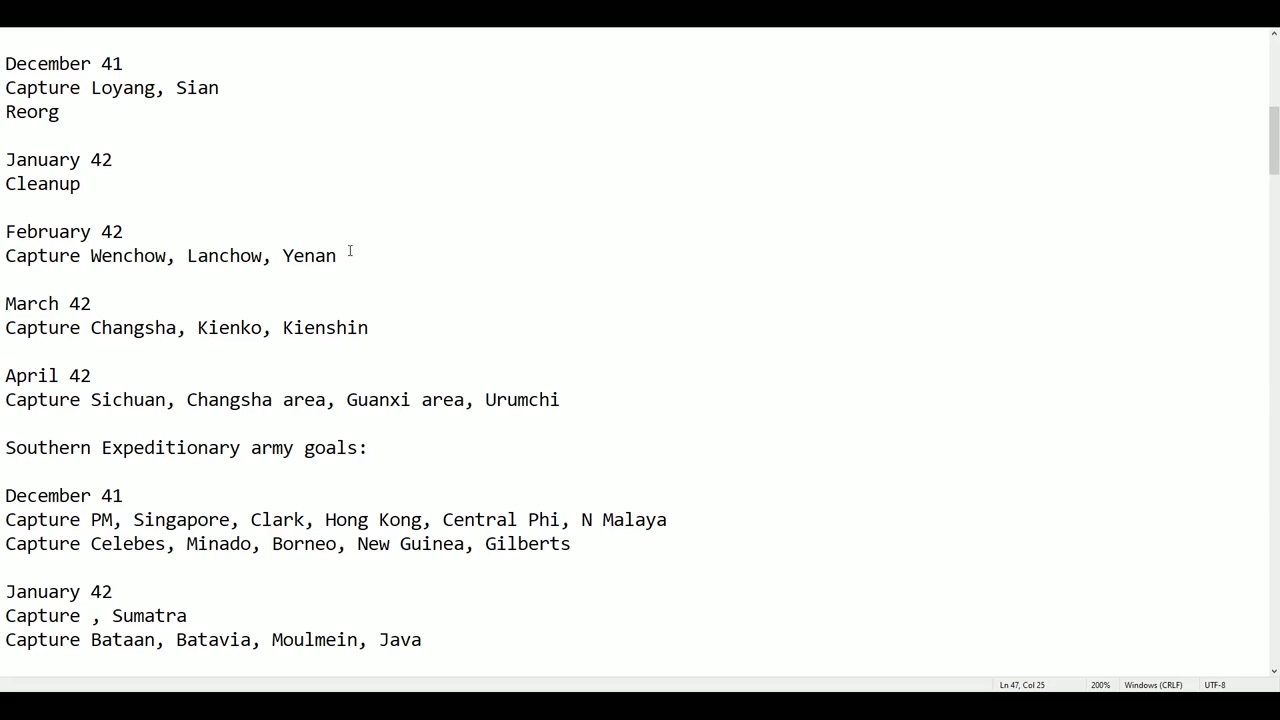 December 41
Capture Loyang, Sian
Reorg
January 42
Cleanup
February 42
Capture Wenchow, Lanchow, Yenan
March 42
Capture Changsha, Kienko, Kienshin
April 42
Capture Sichuan, Changsha area, Guanxi area, Urumchi
Southern Expeditionary army goals:
December 41
Capture PM, Singapore, Clark, Hong Kong, Central Phi, N Malaya
Capture Celebes, Minado, Borneo, New Guinea, Gilberts
January 42
Capture , Sumatra
Capture Bataan, Batavia, Moulmein, Java
Ln 47, Col 25 200% Windows (CRLF) UTF-8